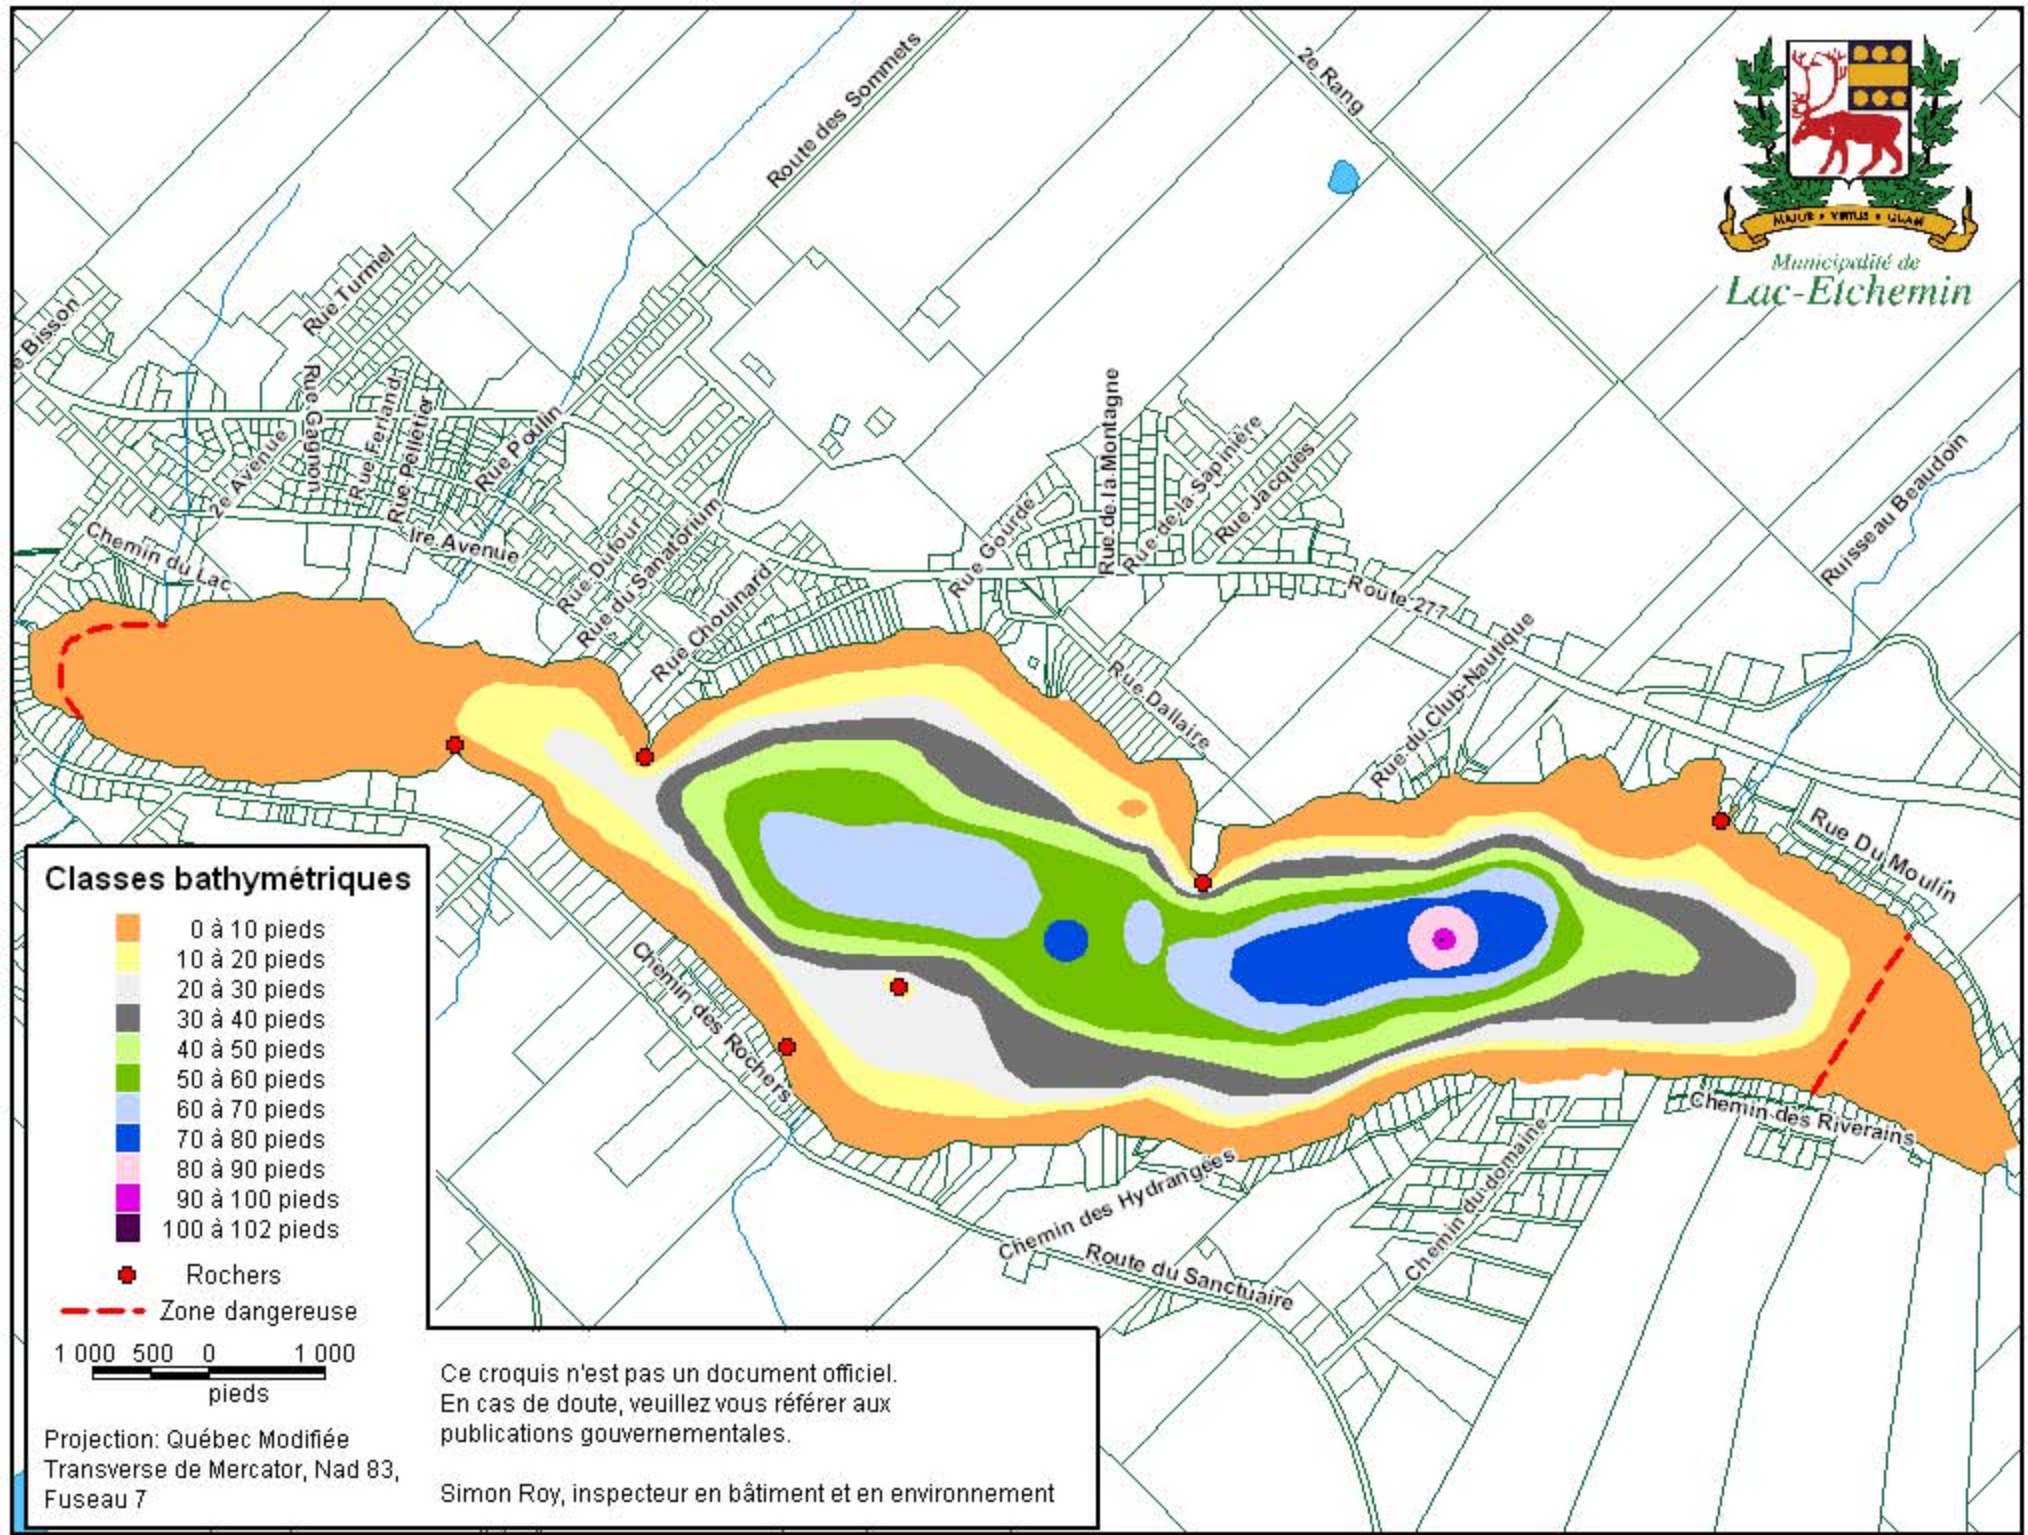 Route des Sommets
2e Rang
MAJOR • VIRTUS •
Municipalité de
Lac-Etchemin
Bisson
Rue Turmel
Rue Gagnon
Rue Ferland
Rue Pelletier
2e Avenue
Rue Poulin
Chemin du Lac
Ire Avenue
Rue Dufour
Rue du Sanatorium
Rue Chouinard
Rue Gourde
Rue de la Montagne
Rue de la Sapinière
Rue Jacques
Route 277
Rue Dallaire
Rue du Club-Nautique
Ruisseau Beaudoin
Rue Du Moulin
Chemin des Rochers
Chemin des Hydrangées
Route du Sanctuaire
Chemin du domaine
Chemin des Riverains
Classes bathymétriques
0 à 10 pieds
10 à 20 pieds
20 à 30 pieds
30 à 40 pieds
40 à 50 pieds
50 à 60 pieds
60 à 70 pieds
70 à 80 pieds
80 à 90 pieds
90 à 100 pieds
100 à 102 pieds
Rochers
Zone dangereuse
1 000 500 0 1 000
pieds
Projection: Québec Modifiée
Transverse de Mercator, Nad 83,
Fuseau 7
Ce croquis n'est pas un document officiel.
En cas de doute, veuillez vous référer aux
publications gouvernementales.
Simon Roy, inspecteur en bâtiment et en environnement